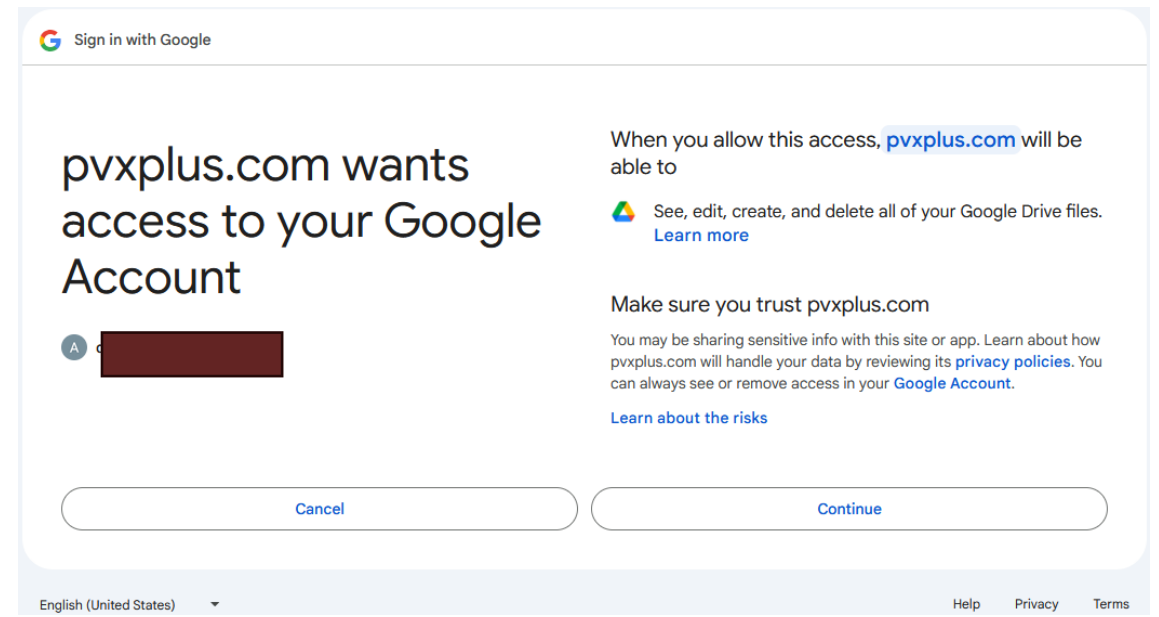 Sign in with Google
pvxplus.com wants
access to your Google
Account
A
When you allow this access, pvxplus.com will be
able to
See, edit, create, and delete all of your Google Drive files.
Learn more
Make sure you trust pvxplus.com
You may be sharing sensitive info with this site or app. Learn about how
pvxplus.com will handle your data by reviewing its privacy policies. You
can always see or remove access in your Google Account.
Learn about the risks
Cancel
Continue
English (United States)
Help Privacy Terms